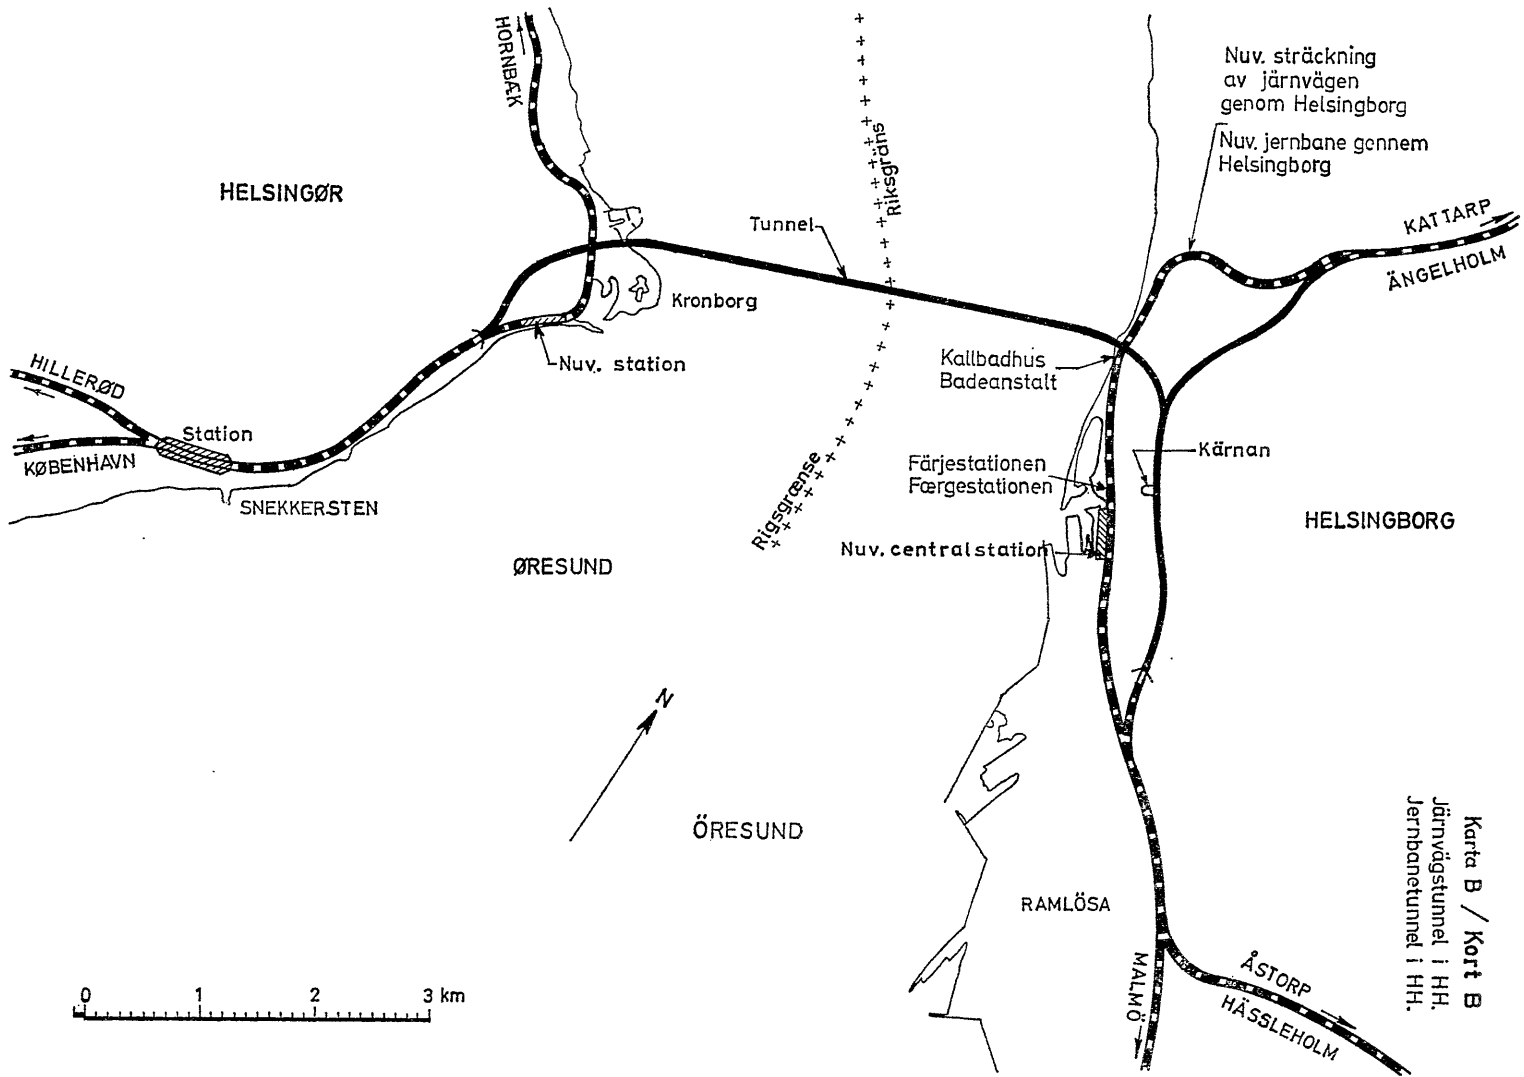 HORNBÆK
Riksgräns
Nuv. sträckning
av järnvägen
genom Helsingborg
Nuv. jernbane gennem
Helsingborg
HELSINGØR
Tunnel
KATTARP
ÄNGELHOLM
Kronborg
Nuv. station
Kallbadhus
Badeanstalt
HILLERØD
Station
KØBENHAVN
SNEKKERSTEN
Rigsgrænse
Färjestationen
Færgestationen
Kärnan
HELSINGBORG
Nuv. centralstation
ØRESUND
N
ÖRESUND
RAMLÖSA
MALMÖ
ÅSTORP
HÄSSLEHOLM
Karta B / Kort B
Järnvägstunnel i HH.
Jernbanetunnel i HH.
0 1 2 3 km